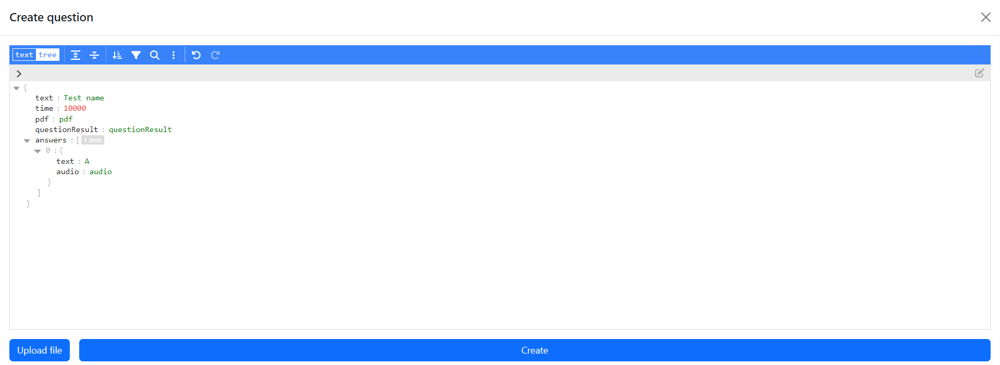 Create question
text tree
{
text : Test name
time : 10000
pdf : pdf
questionResult : questionResult
answers : [ 1 item
0 : {
text : A
audio : audio
}
]
}
Upload file
Create